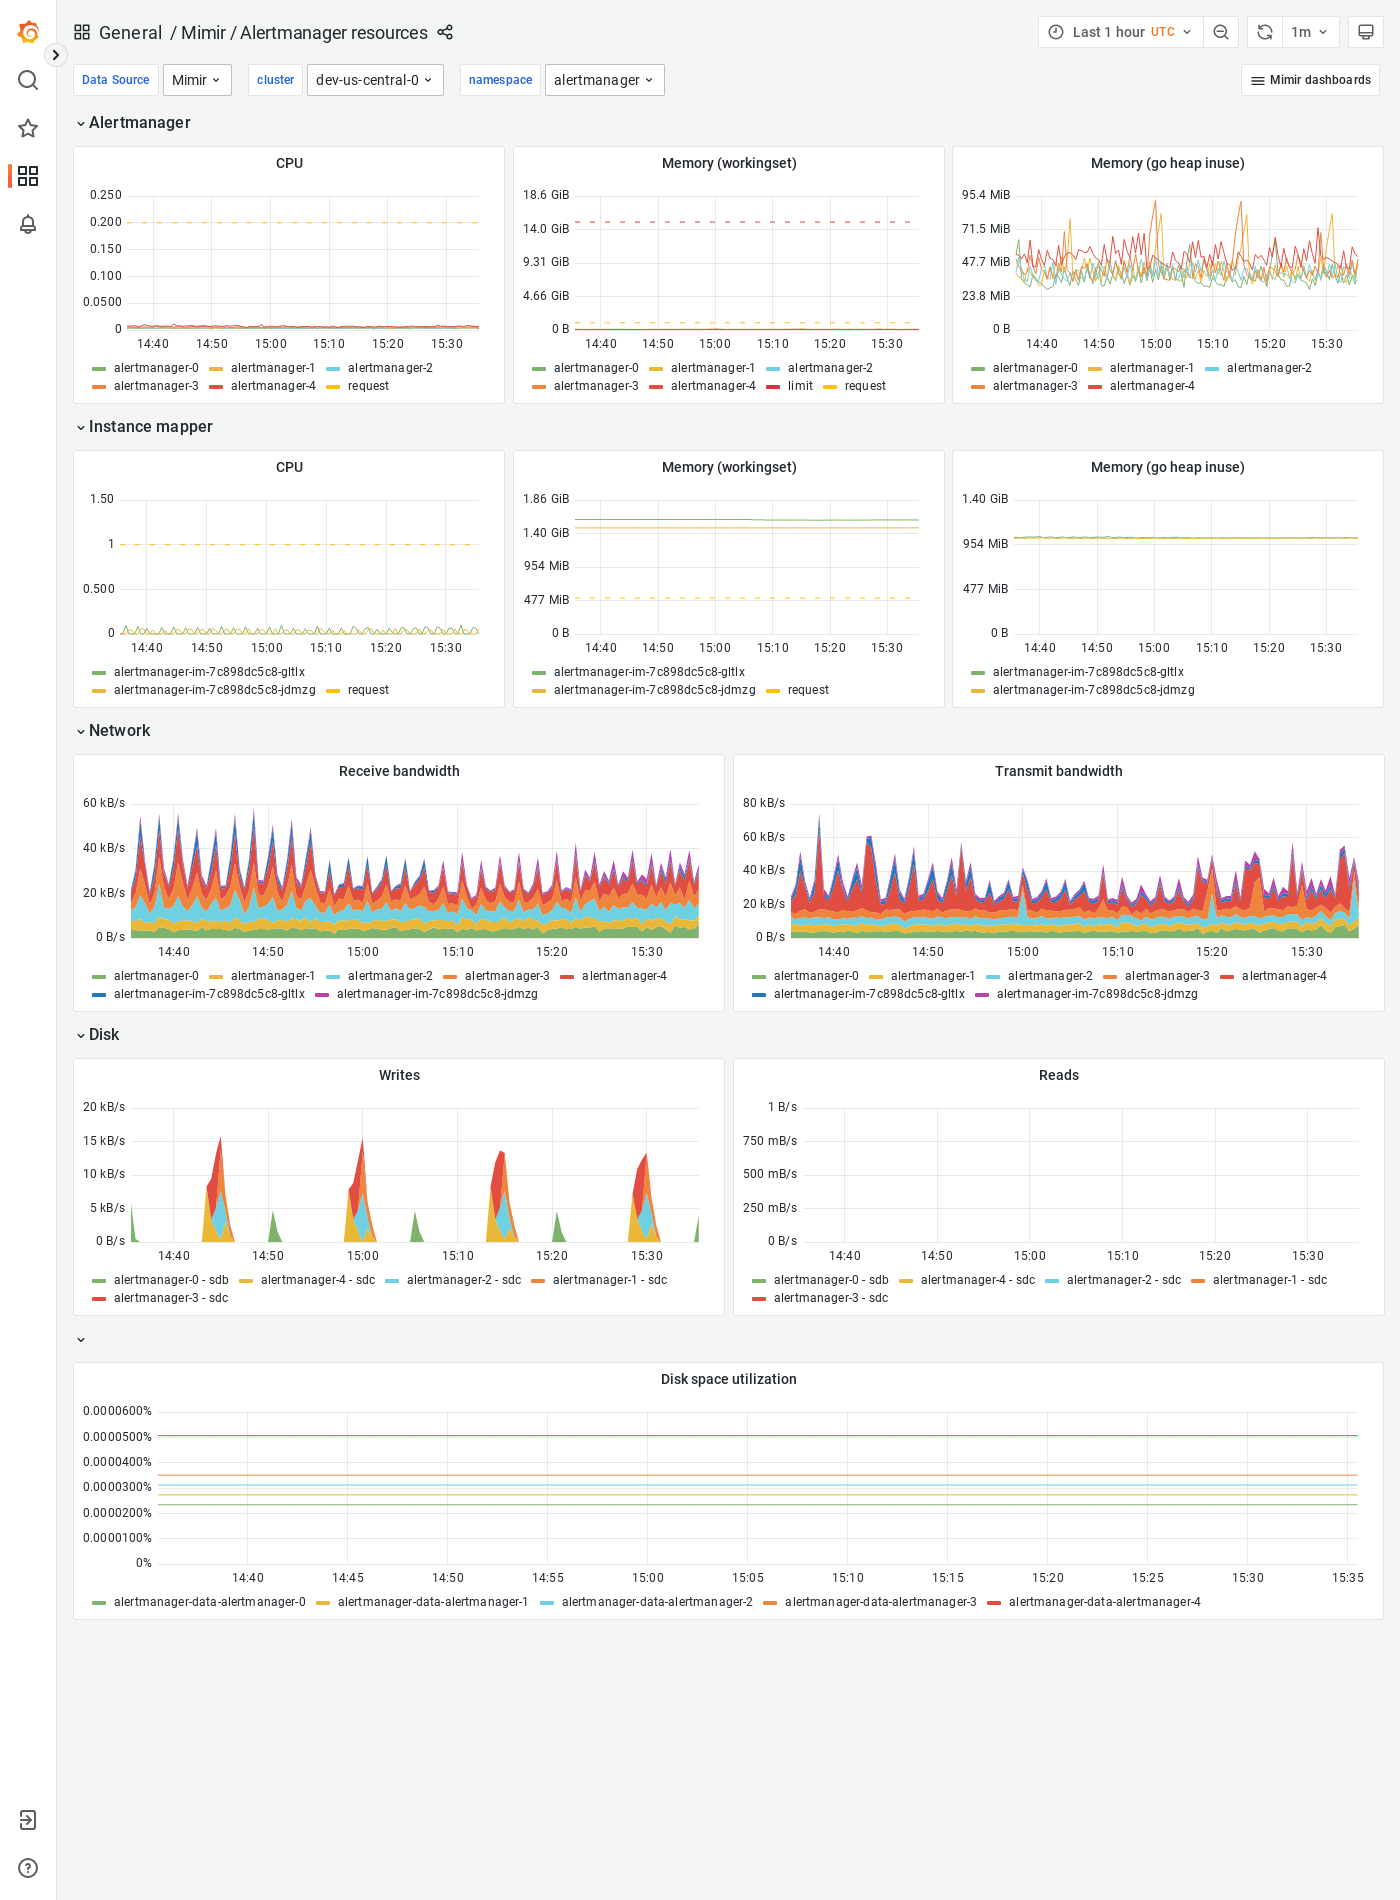 General / Mimir / Alertmanager resources
Last 1 hour UTC
1m
Data Source Mimir cluster dev-us-central-0 namespace alertmanager
Mimir dashboards
Alertmanager
CPU
0.250
0.200
0.150
0.100
0.0500
0
14:40 14:50 15:00 15:10 15:20 15:30
alertmanager-0 alertmanager-1 alertmanager-2
alertmanager-3 alertmanager-4 request
Memory (workingset)
18.6 GiB
14.0 GiB
9.31 GiB
4.66 GiB
0 B
14:40 14:50 15:00 15:10 15:20 15:30
alertmanager-0 alertmanager-1 alertmanager-2
alertmanager-3 alertmanager-4 limit request
Memory (go heap inuse)
95.4 MiB
71.5 MiB
47.7 MiB
23.8 MiB
0 B
14:40 14:50 15:00 15:10 15:20 15:30
alertmanager-0 alertmanager-1 alertmanager-2
alertmanager-3 alertmanager-4
Instance mapper
CPU
1.50
1
0.500
0
14:40 14:50 15:00 15:10 15:20 15:30
alertmanager-im-7c898dc5c8-gltlx
alertmanager-im-7c898dc5c8-jdmzg request
Memory (workingset)
1.86 GiB
1.40 GiB
954 MiB
477 MiB
0 B
14:40 14:50 15:00 15:10 15:20 15:30
alertmanager-im-7c898dc5c8-gltlx
alertmanager-im-7c898dc5c8-jdmzg request
Memory (go heap inuse)
1.40 GiB
954 MiB
477 MiB
0 B
14:40 14:50 15:00 15:10 15:20 15:30
alertmanager-im-7c898dc5c8-gltlx
alertmanager-im-7c898dc5c8-jdmzg
Network
Receive bandwidth
60 kB/s
40 kB/s
20 kB/s
0 B/s
14:40 14:50 15:00 15:10 15:20 15:30
alertmanager-0 alertmanager-1 alertmanager-2 alertmanager-3 alertmanager-4
alertmanager-im-7c898dc5c8-gltlx alertmanager-im-7c898dc5c8-jdmzg
Transmit bandwidth
80 kB/s
60 kB/s
40 kB/s
20 kB/s
0 B/s
14:40 14:50 15:00 15:10 15:20 15:30
alertmanager-0 alertmanager-1 alertmanager-2 alertmanager-3 alertmanager-4
alertmanager-im-7c898dc5c8-gltlx alertmanager-im-7c898dc5c8-jdmzg
Disk
Writes
20 kB/s
15 kB/s
10 kB/s
5 kB/s
0 B/s
14:40 14:50 15:00 15:10 15:20 15:30
alertmanager-0 - sdb alertmanager-4 - sdc alertmanager-2 - sdc alertmanager-1 - sdc
alertmanager-3 - sdc
Reads
1 B/s
750 mB/s
500 mB/s
250 mB/s
0 B/s
14:40 14:50 15:00 15:10 15:20 15:30
alertmanager-0 - sdb alertmanager-4 - sdc alertmanager-2 - sdc alertmanager-1 - sdc
alertmanager-3 - sdc
Disk space utilization
0.0000600%
0.0000500%
0.0000400%
0.0000300%
0.0000200%
0.0000100%
0%
14:40 14:45 14:50 14:55 15:00 15:05 15:10 15:15 15:20 15:25 15:30 15:35
alertmanager-data-alertmanager-0 alertmanager-data-alertmanager-1 alertmanager-data-alertmanager-2 alertmanager-data-alertmanager-3 alertmanager-data-alertmanager-4